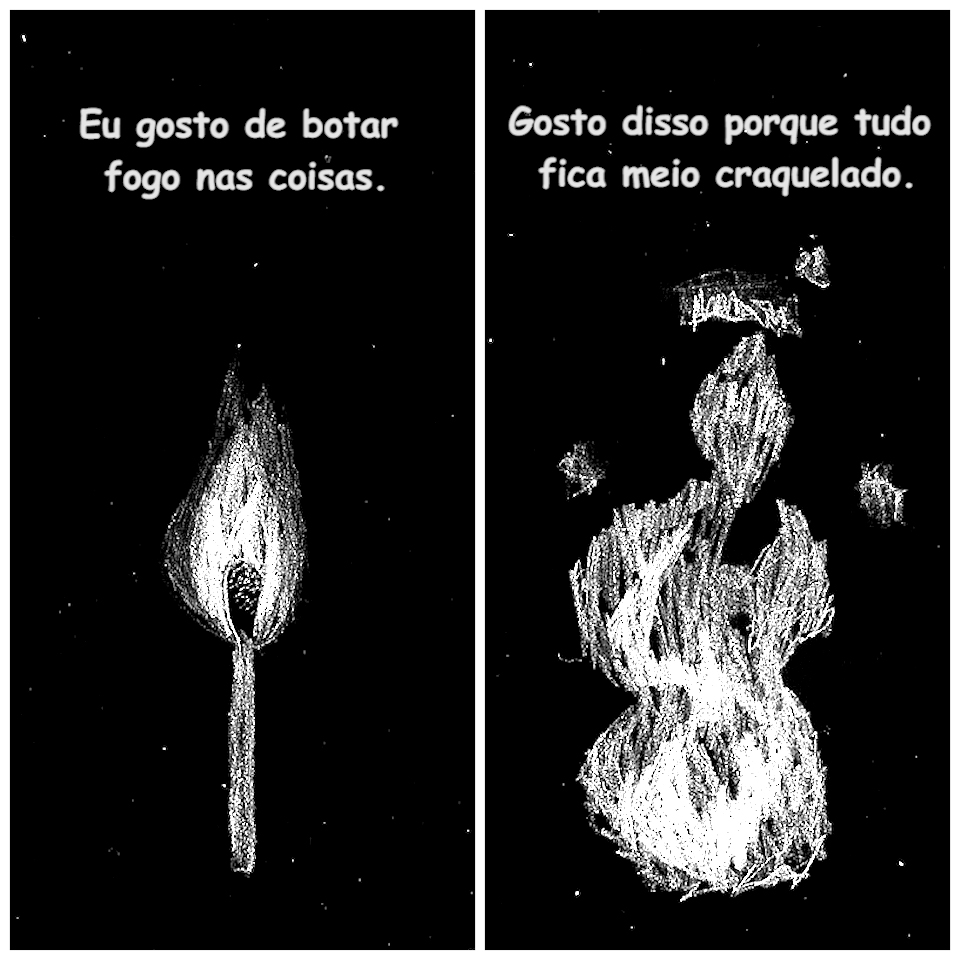 Eu gosto de botar
fogo nas coisas.
Gosto disso porque tudo
fica meio craquelado.